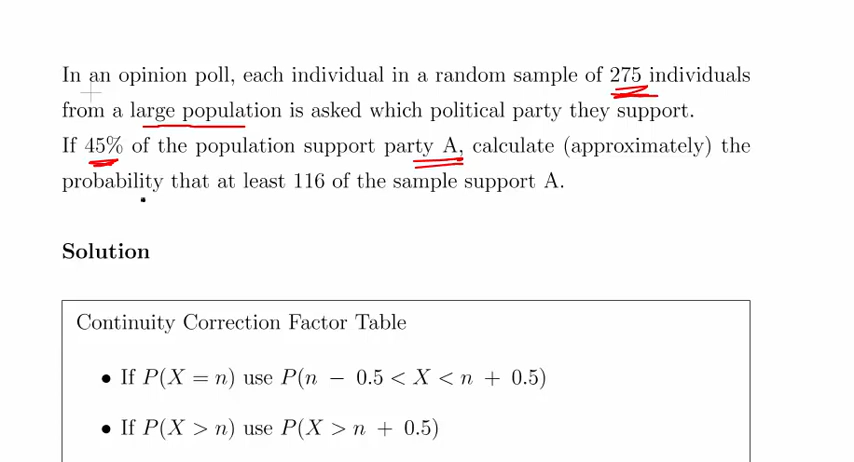 In an opinion poll, each individual in a random sample of 275 individuals
from a large population is asked which political party they support.
If 45% of the population support party A, calculate (approximately) the
probability that at least 116 of the sample support A.
Solution
Continuity Correction Factor Table
• If P(X = n) use P(n − 0.5 < X < n + 0.5)
• If P(X > n) use P(X > n + 0.5)